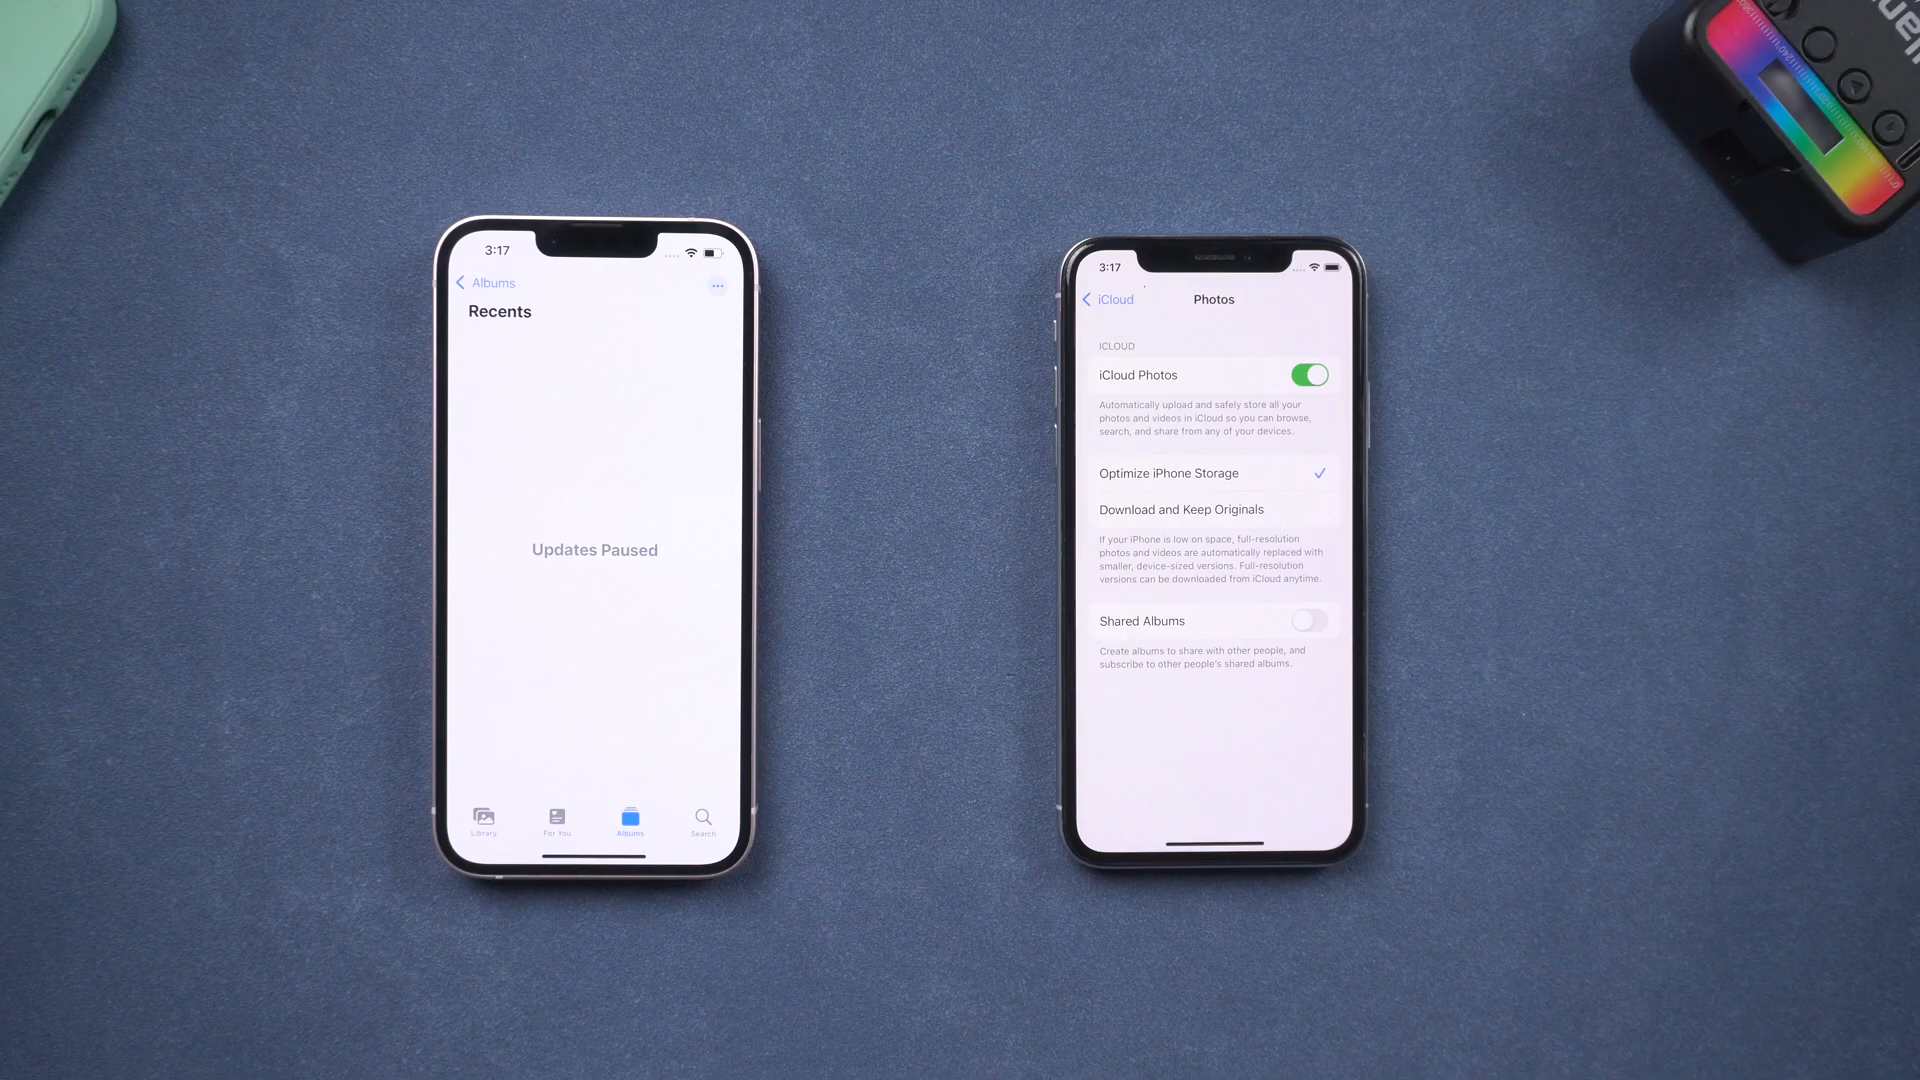 3:17
Albums
Recents
Updates Paused
Library
For You
Albums
Search
3:17
iCloud
Photos
ICLOUD
iCloud Photos
Automatically upload and safely store all your
photos and videos in iCloud so you can browse,
search, and share from any of your devices.
Optimize iPhone Storage
Download and Keep Originals
If your iPhone is low on space, full-resolution
photos and videos are automatically replaced with
smaller, device-sized versions. Full-resolution
versions can be downloaded from iCloud anytime.
Shared Albums
Create albums to share with other people, and
subscribe to other people's shared albums.